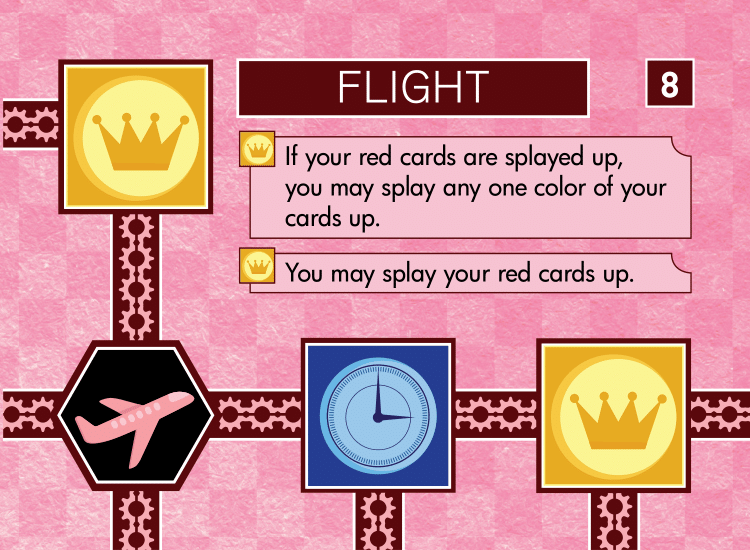 FLIGHT
8
If your red cards are splayed up,
you may splay any one color of your
cards up.
You may splay your red cards up.